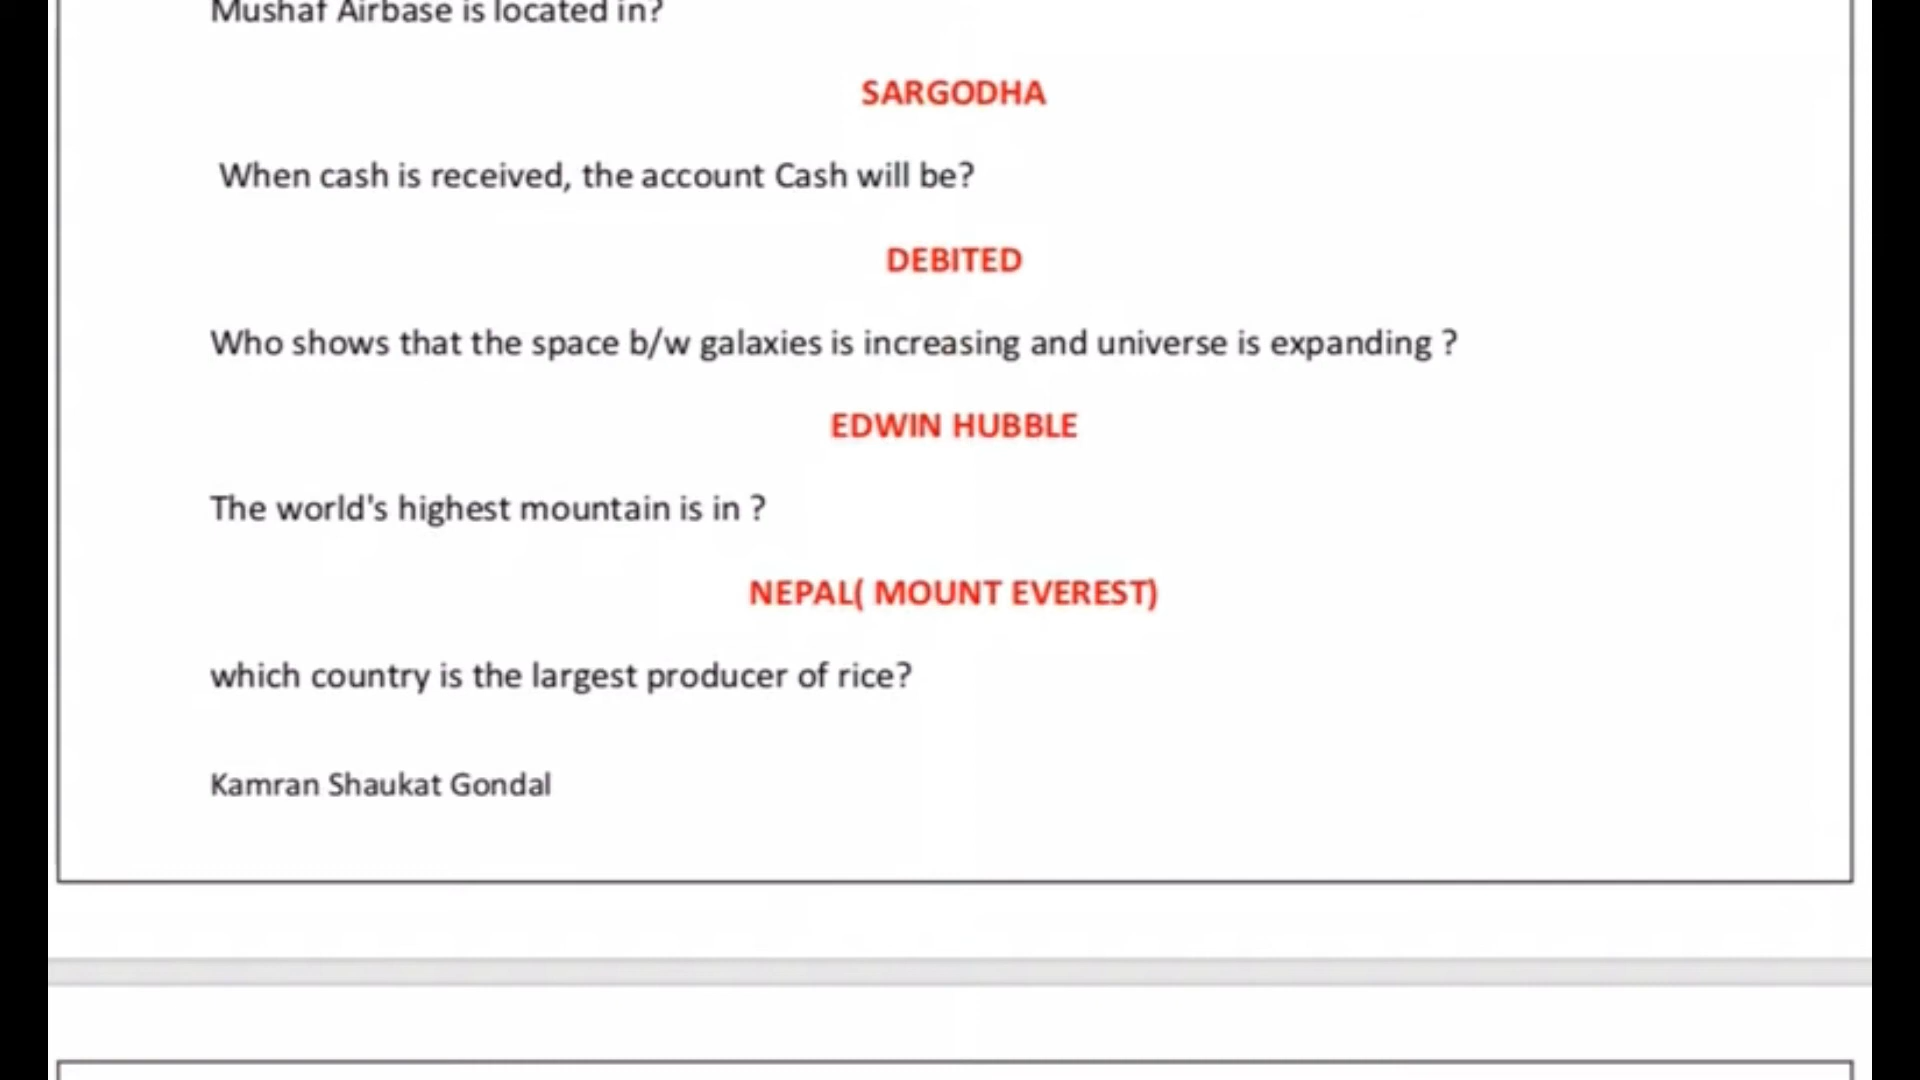 Mushaf Airbase is located in?
SARGODHA
When cash is received, the account Cash will be?
DEBITED
Who shows that the space b/w galaxies is increasing and universe is expanding ?
EDWIN HUBBLE
The world's highest mountain is in ?
NEPAL( MOUNT EVEREST)
which country is the largest producer of rice?
Kamran Shaukat Gondal